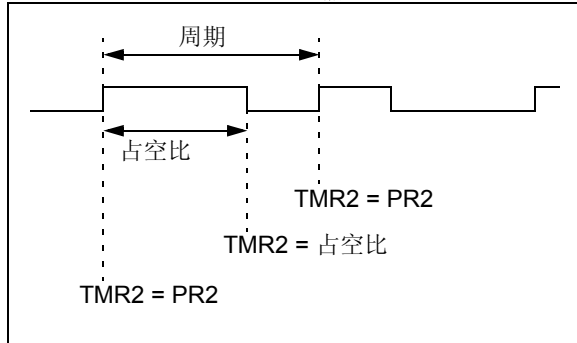 周期
占空比
TMR2 = PR2
TMR2 = 占空比
TMR2 = PR2